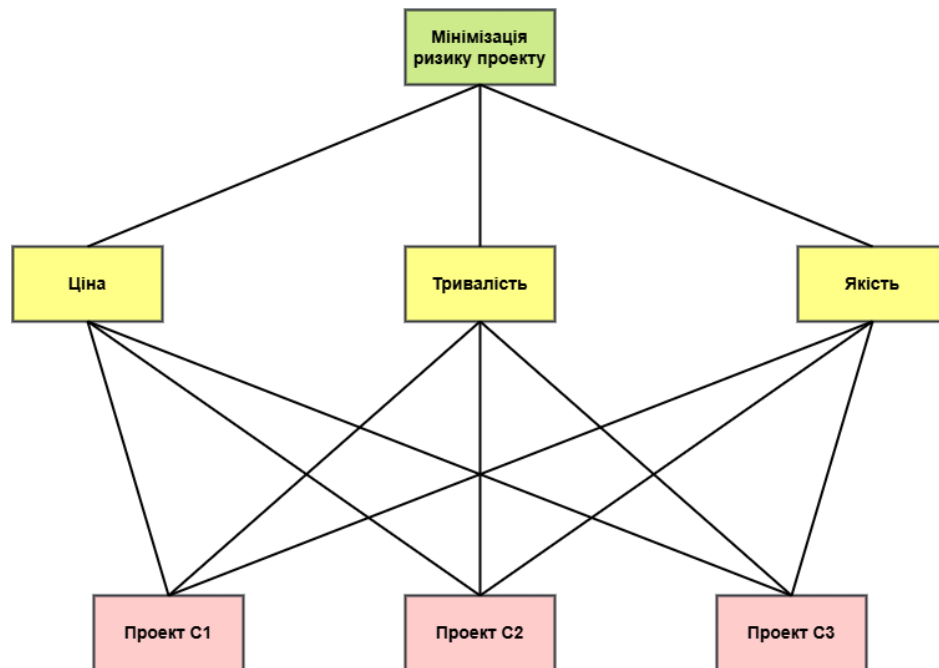 Мінімізація
ризику проекту
Ціна
Тривалість
Якість
Проект С1
Проект С2
Проект С3